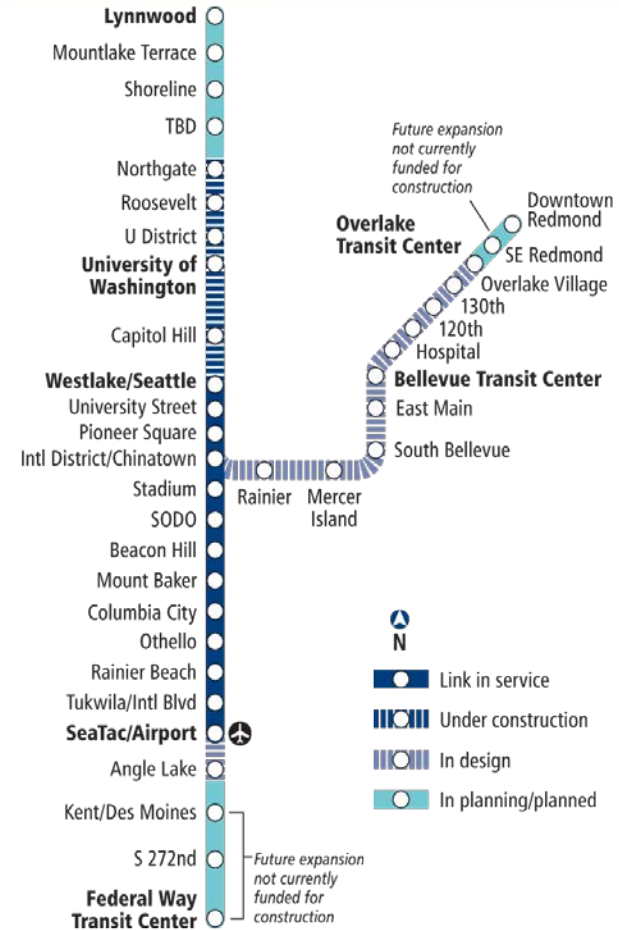 Lynnwood
Mountlake Terrace
Shoreline
TBD
Northgate
Roosevelt
U District
University of
Washington
Capitol Hill
Westlake/Seattle
University Street
Pioneer Square
Intl District/Chinatown
Stadium
SODO
Beacon Hill
Mount Baker
Columbia City
Othello
Rainier Beach
Tukwila/Intl Blvd
SeaTac/Airport
Angle Lake
Kent/Des Moines
S 272nd
Federal Way
Transit Center
Future expansion
not currently
funded for
construction
Future expansion
not currently
funded for
construction
Downtown
Redmond
SE Redmond
Overlake
Transit Center
Overlake Village
130th
120th
Hospital
Bellevue Transit Center
East Main
South Bellevue
Rainier
Mercer
Island
N
Link in service
Under construction
In design
In planning/planned